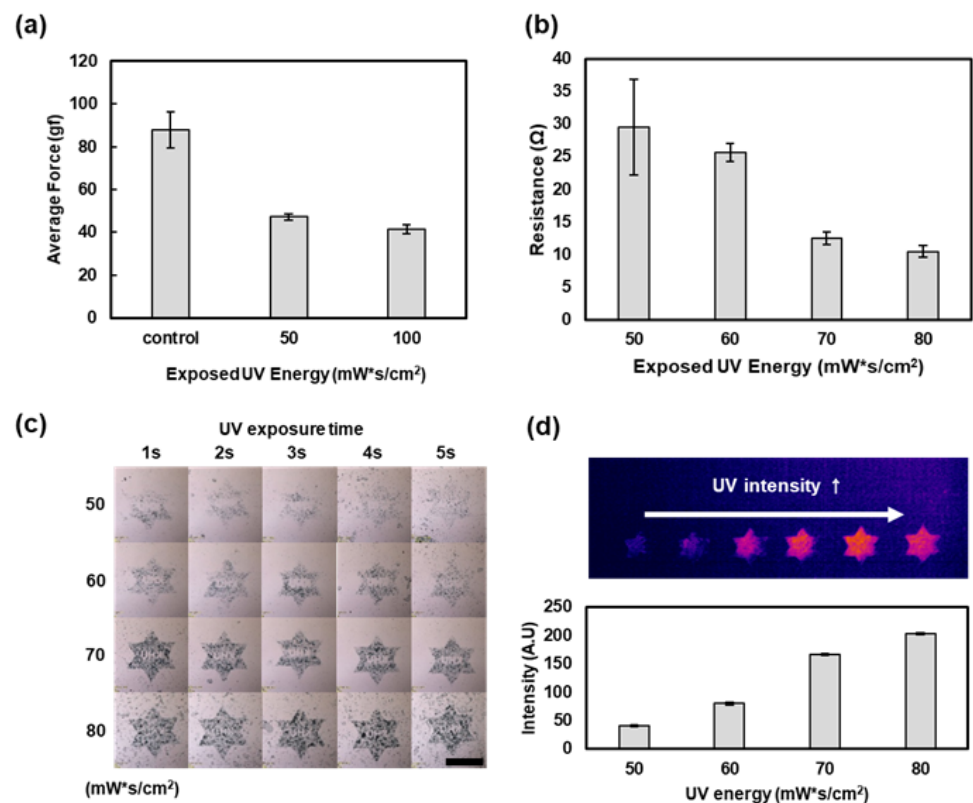 (a)
120
100
80
60
40
20
0
Average Force (gf)
control 50 100
Exposed UV Energy (mW*s/cm²)
(b)
40
35
30
25
20
15
10
5
0
Resistance (Ω)
50 60 70 80
Exposed UV Energy (mW*s/cm²)
(c)
UV exposure time
1s 2s 3s 4s 5s
50
60
70
80
(mW*s/cm²)
(d)
UV intensity ↑
250
200
150
100
50
0
Intensity (A.U)
50 60 70 80
UV energy (mW*s/cm²)